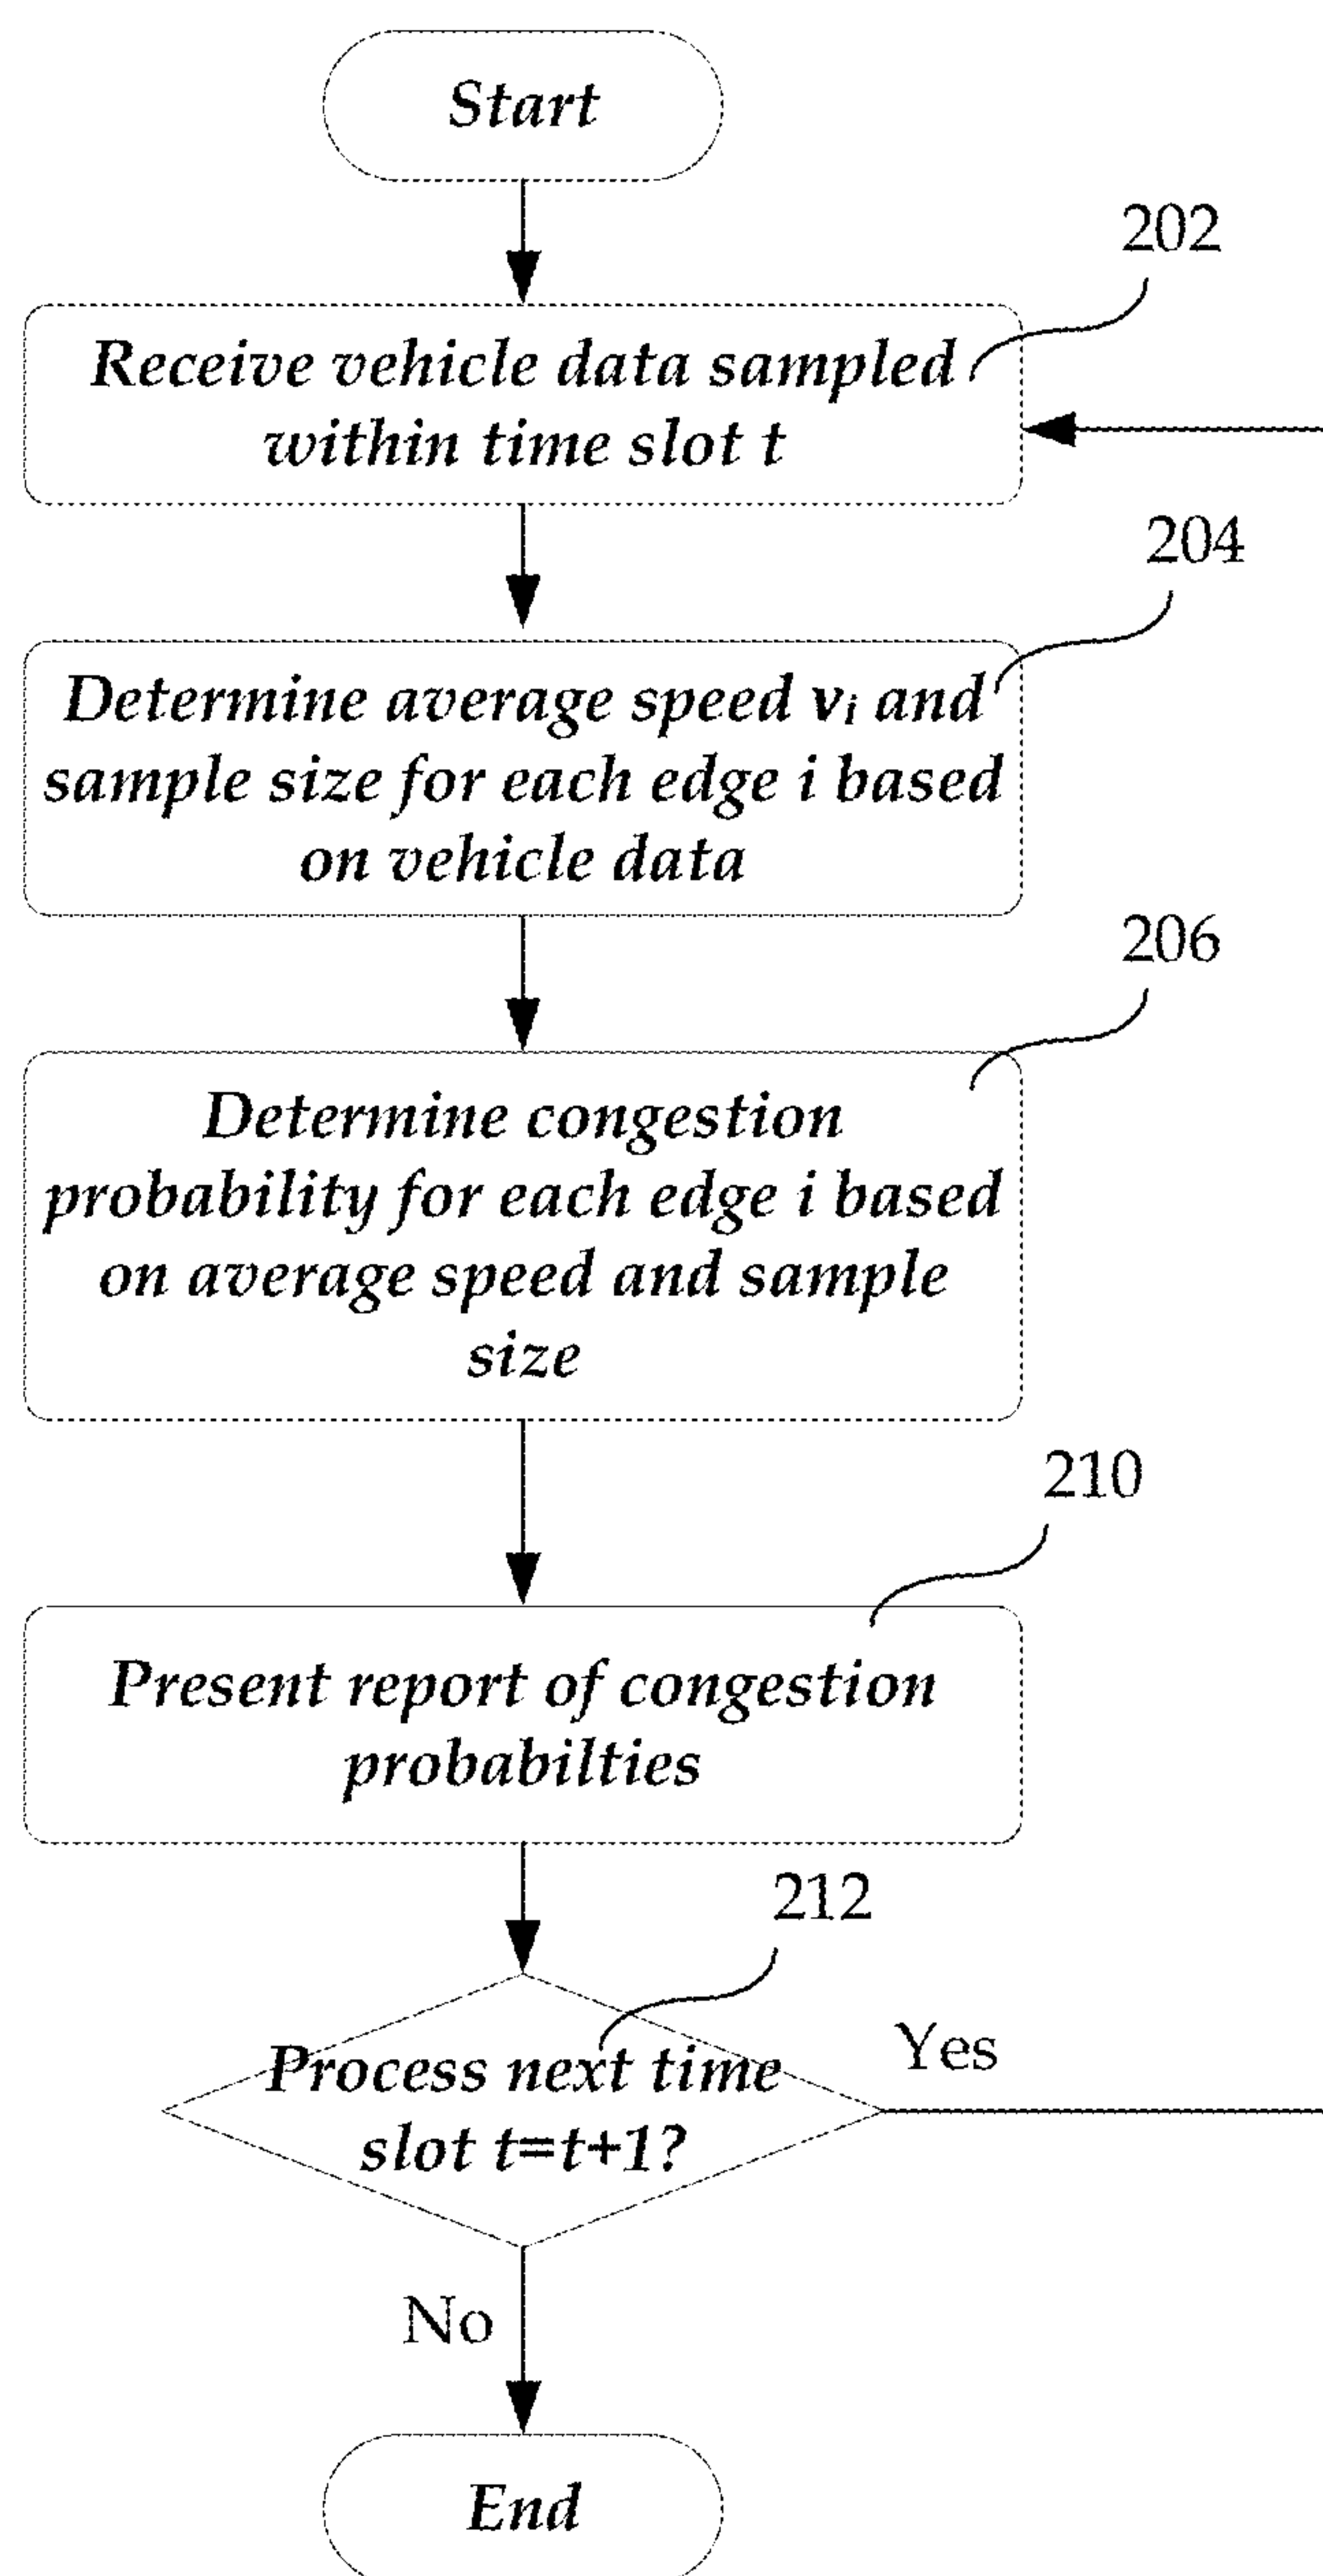 Start
202
Receive vehicle data sampled
within time slot t
204
Determine average speed vi and
sample size for each edge i based
on vehicle data
206
Determine congestion
probability for each edge i based
on average speed and sample
size
210
Present report of congestion
probabilties
212
Process next time
slot t=t+1?
Yes
No
End